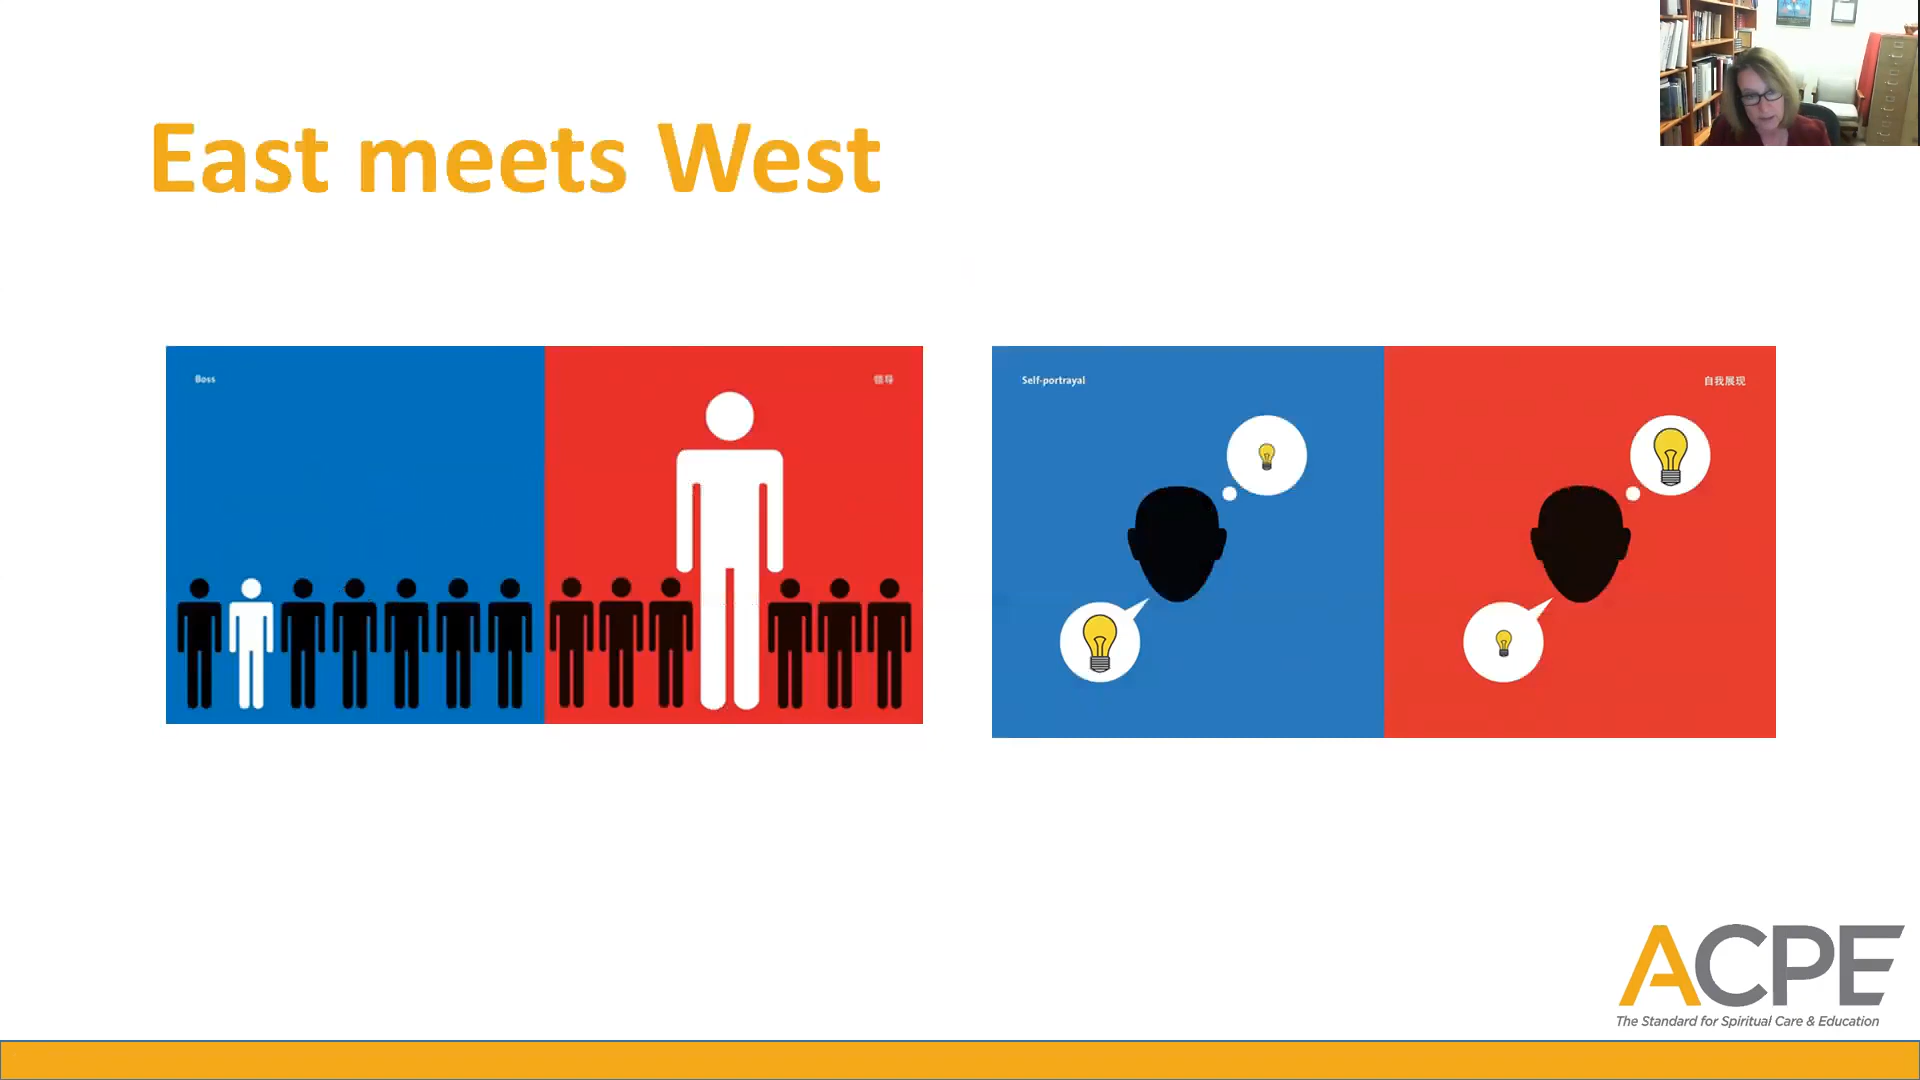 East meets West
Boss
领导
Self-portrayal
自我展现
ACPE
The Standard for Spiritual Care & Education